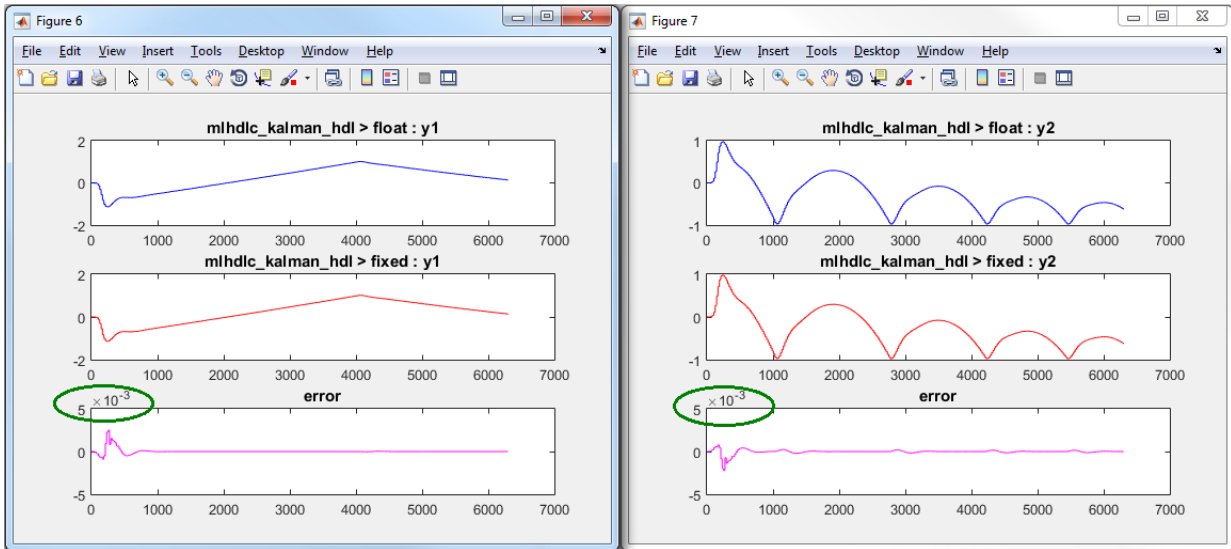 Figure 6
File Edit View Insert Tools Desktop Window Help
mlhdlc_kalman_hdl > float : y1
2
0
-2
0 1000 2000 3000 4000 5000 6000 7000
mlhdlc_kalman_hdl > fixed : y1
2
0
-2
0 1000 2000 3000 4000 5000 6000 7000
error
×10-3
5
0
-5
0 1000 2000 3000 4000 5000 6000 7000
Figure 7
File Edit View Insert Tools Desktop Window Help
mlhdlc_kalman_hdl > float : y2
1
0
-1
0 1000 2000 3000 4000 5000 6000 7000
mlhdlc_kalman_hdl > fixed : y2
1
0
-1
0 1000 2000 3000 4000 5000 6000 7000
error
×10-3
5
0
-5
0 1000 2000 3000 4000 5000 6000 7000